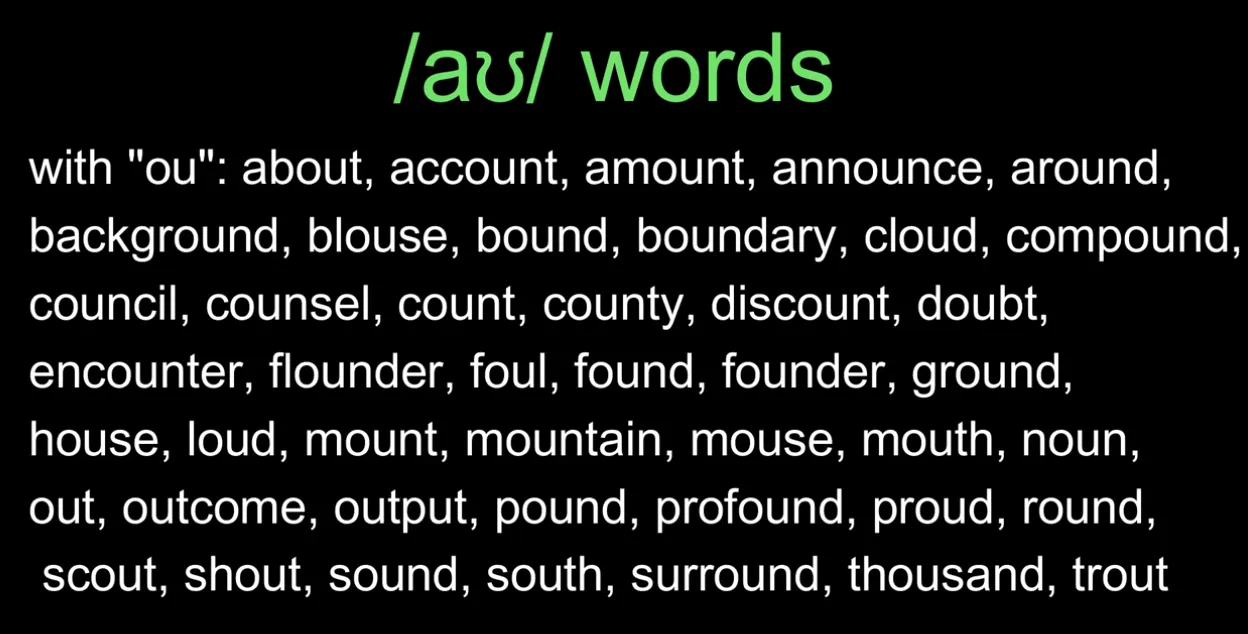 /aʊ/ words
with "ou": about, account, amount, announce, around,
background, blouse, bound, boundary, cloud, compound,
council, counsel, count, county, discount, doubt,
encounter, flounder, foul, found, founder, ground,
house, loud, mount, mountain, mouse, mouth, noun,
out, outcome, output, pound, profound, proud, round,
scout, shout, sound, south, surround, thousand, trout